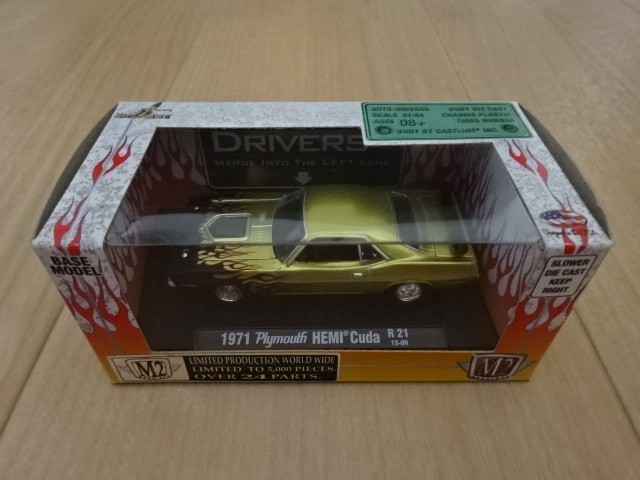 AUTO-DRIVERS BODY DIE CAST
SCALE #1:64 CHASSIS PLASTIC
AGES 08+ TIRES RUBBER
BODY BY CASTLINE INC.
DRIVERS
MERGE INTO THE LEFT LANE
BASE
MODEL
SLOWER
DIE CAST
KEEP
RIGHT
1971 Plymouth HEMI® Cuda R 21
13-06
M2
LIMITED PRODUCTION WORLD WIDE
LIMITED TO 5,000 PIECES.
OVER 24 PARTS.
M2